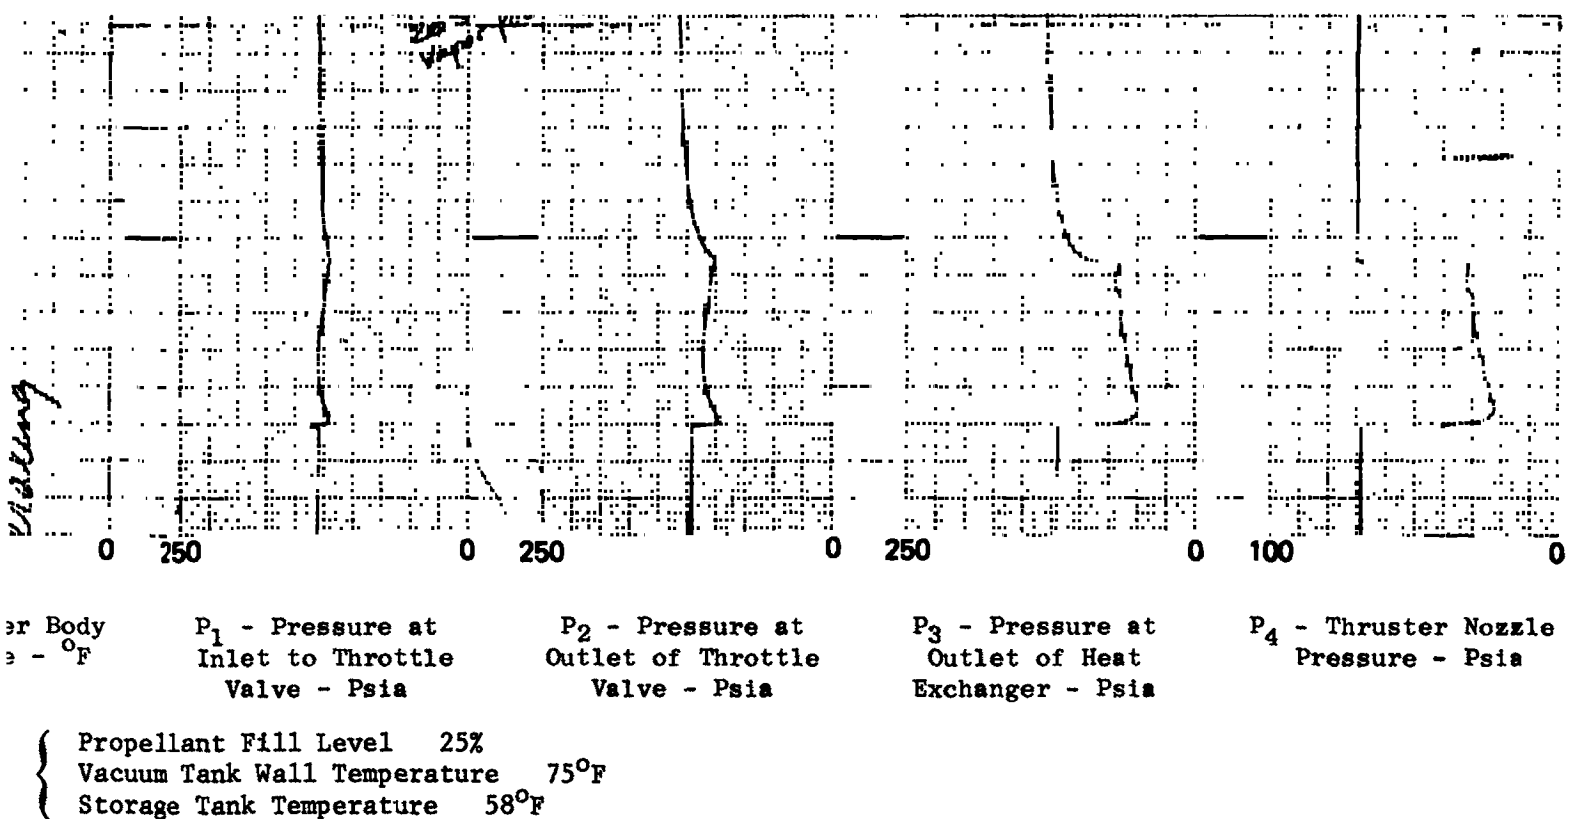 0 250 0 250 0 250 0 100 0
er Body
- °F
P1 - Pressure at
Inlet to Throttle
Valve - Psia
P2 - Pressure at
Outlet of Throttle
Valve - Psia
P3 - Pressure at
Outlet of Heat
Exchanger - Psia
P4 - Thruster Nozzle
Pressure - Psia
Propellant Fill Level 25%
Vacuum Tank Wall Temperature 75°F
Storage Tank Temperature 58°F